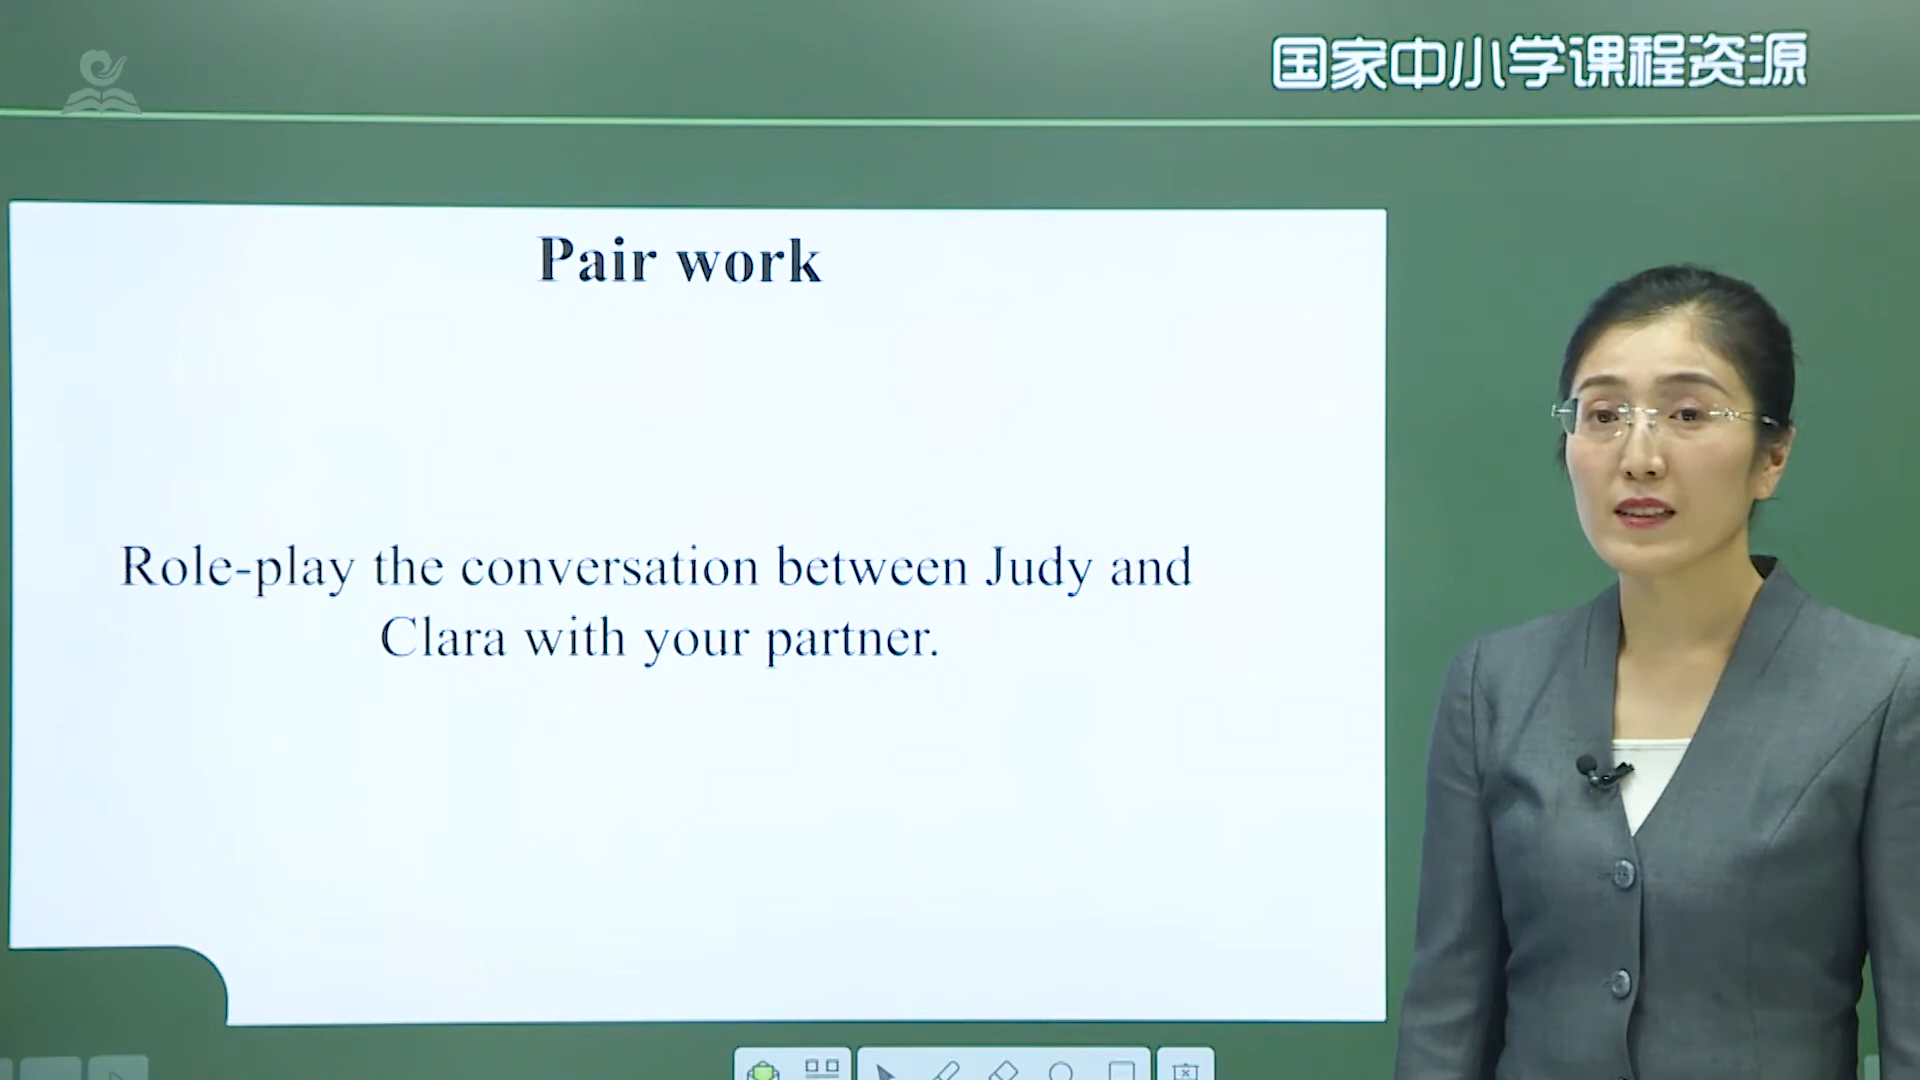 国家中小学课程资源
Pair work
Role-play the conversation between Judy and
Clara with your partner.